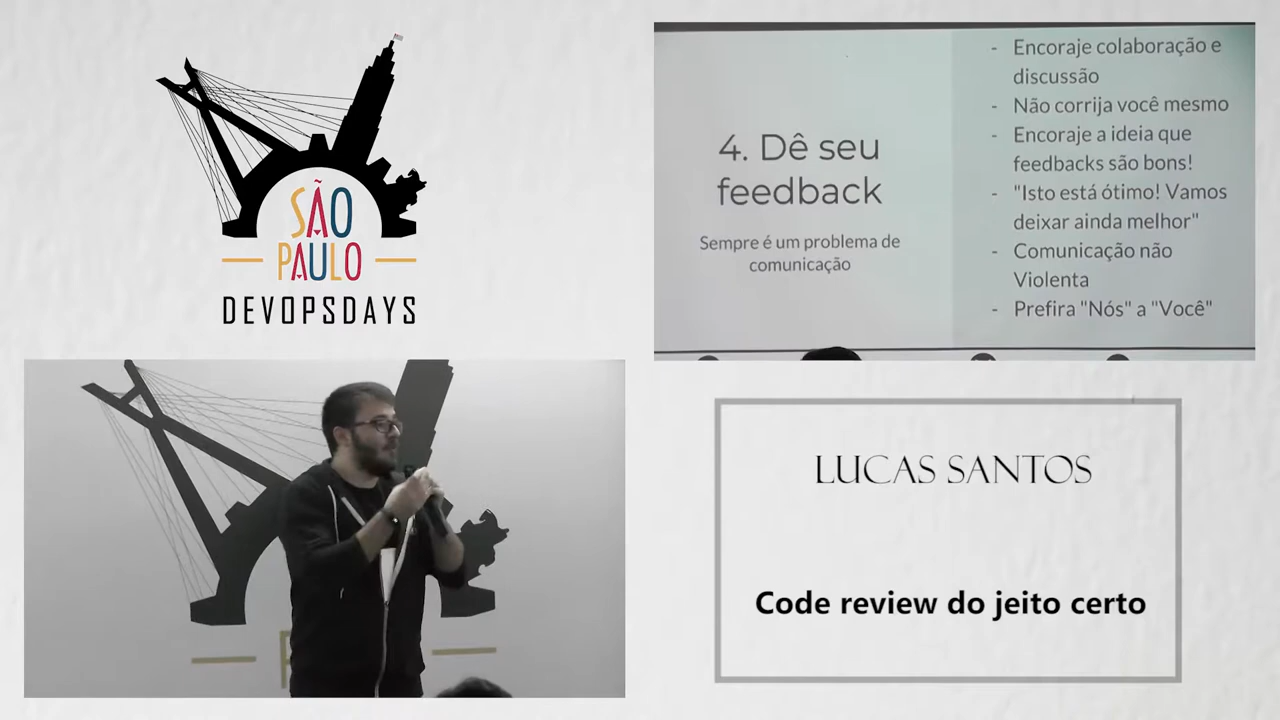 SÃO
PAULO
DEVOPSDAYS
4. Dê seu
feedback
Sempre é um problema de
comunicação
- Encoraje colaboração e
discussão
- Não corrija você mesmo
- Encoraje a ideia que
feedbacks são bons!
- "Isto está ótimo! Vamos
deixar ainda melhor"
- Comunicação não
Violenta
- Prefira "Nós" a "Você"
LUCAS SANTOS
Code review do jeito certo